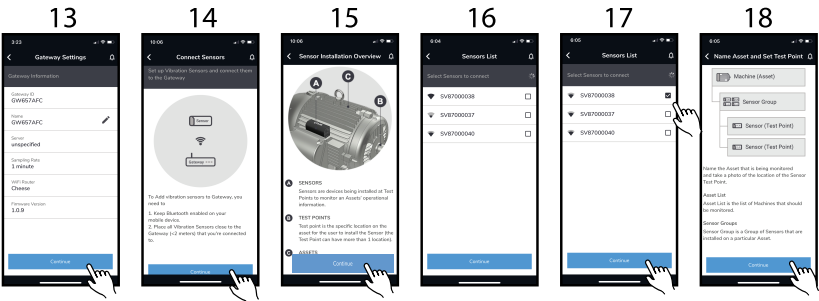 13
3:23
Gateway Settings
Gateway Information
Gateway ID
GW657AFC
Name
GW657AFC
Server
unspecified
Sampling Rate
1 minute
WiFi Router
Cheese
Firmware Version
1.0.9
Continue
14
10:06
Connect Sensors
Set up Vibration Sensors and connect them
to the Gateway
Sensor
Gateway
To Add vibration sensors to Gateway, you
need to
1. Keep Bluetooth enabled on your
mobile device.
2. Place all Vibration Sensors close to the
Gateway (<2 meters) that you're connected
to.
Continue
15
10:06
Sensor Installation Overview
A
C
B
A SENSORS
Sensors are devices being installed at Test
Points to monitor an Assets' operational
information.
B TEST POINTS
Test point is the specific location on the
asset for the user to install the Sensor (the
Test Point can have more than 1 location).
C ASSETS
Continue
16
6:04
Sensors List
Select Sensors to connect
SV87000038
SV87000037
SV87000040
Continue
17
6:05
Sensors List
Select Sensors to connect
SV87000038
SV87000037
SV87000040
Continue
18
6:05
Name Asset and Set Test Point
Machine (Asset)
Sensor Group
Sensor (Test Point)
Sensor (Test Point)
Name the Asset that is being monitored
and take a photo of the location of the Sensor
Test Point.
Asset List
Asset List is the list of Machines that should
be monitored.
Sensor Groups
Sensor Group is a Group of Sensors that are
installed on a particular Asset.
Continue